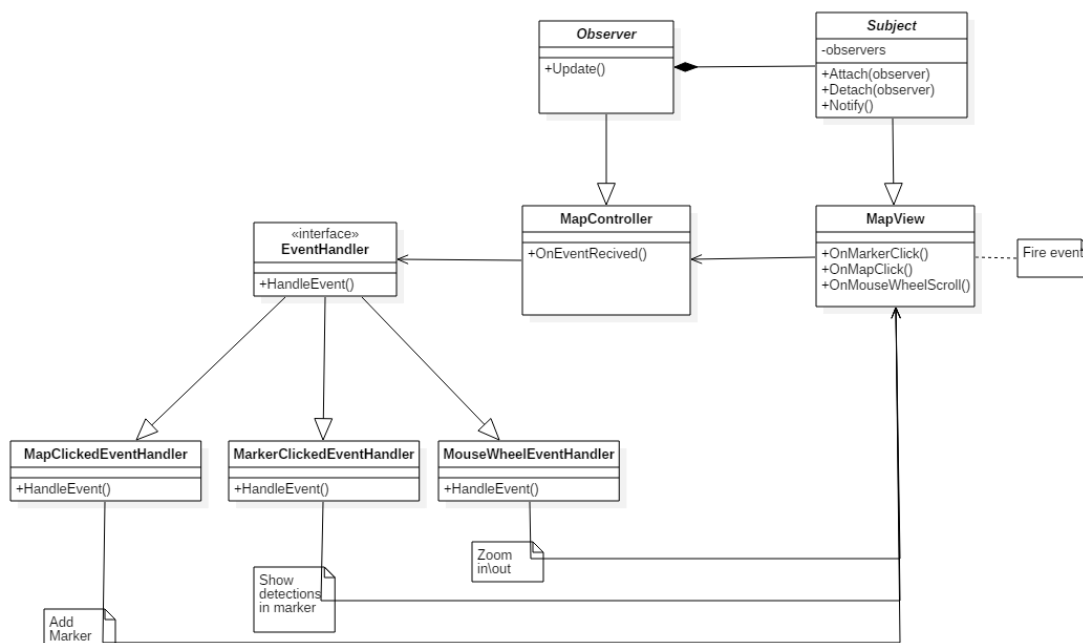 Observer
+Update()
Subject
-observers
+Attach(observer)
+Detach(observer)
+Notify()
«interface»
EventHandler
+HandleEvent()
MapController
+OnEventRecived()
MapView
+OnMarkerClick()
+OnMapClick()
+OnMouseWheelScroll()
Fire event
MapClickedEventHandler
+HandleEvent()
MarkerClickedEventHandler
+HandleEvent()
MouseWheelEventHandler
+HandleEvent()
Zoom
in\out
Show
detections
in marker
Add
Marker